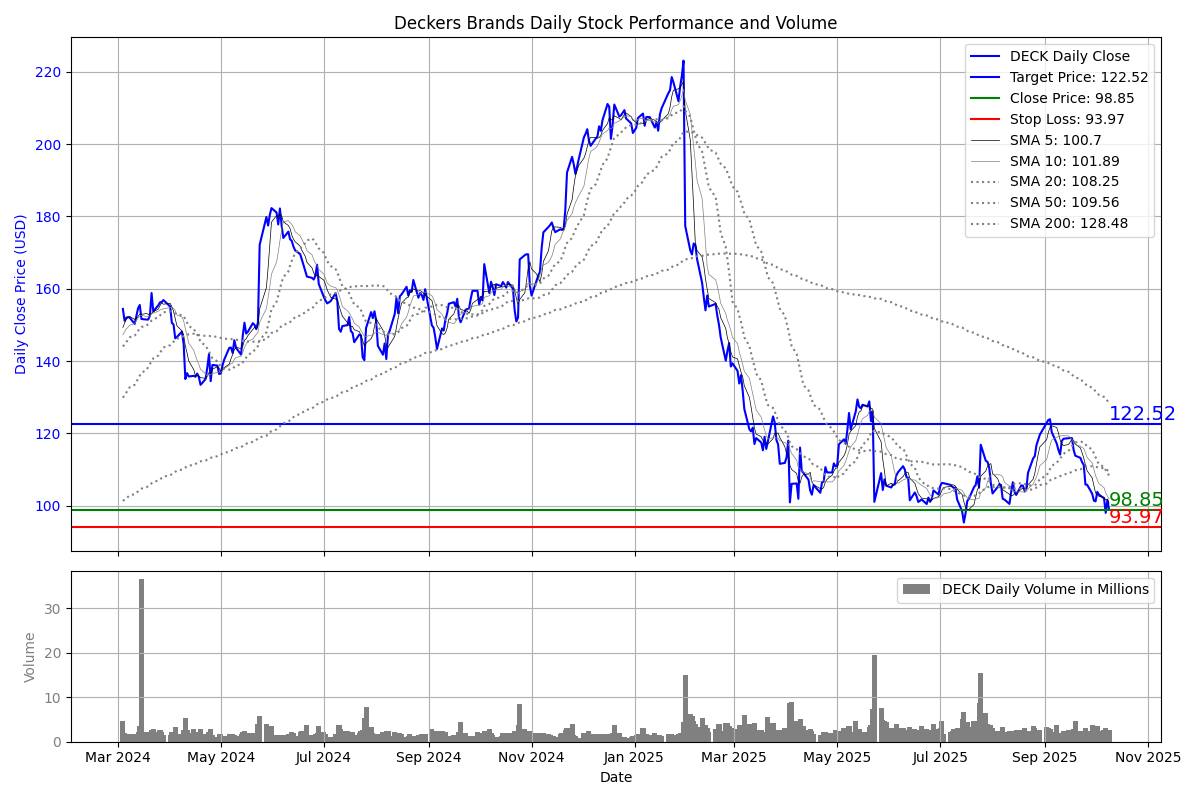 Deckers Brands Daily Stock Performance and Volume
DECK Daily Close
Target Price: 122.52
Close Price: 98.85
Stop Loss: 93.97
SMA 5: 100.7
SMA 10: 101.89
SMA 20: 108.25
SMA 50: 109.56
SMA 200: 128.48
Daily Close Price (USD)
220
200
180
160
140
120
100
122.52
98.85
93.97
DECK Daily Volume in Millions
Volume
30
20
10
0
Mar 2024 May 2024 Jul 2024 Sep 2024 Nov 2024 Jan 2025 Mar 2025 May 2025 Jul 2025 Sep 2025 Nov 2025
Date